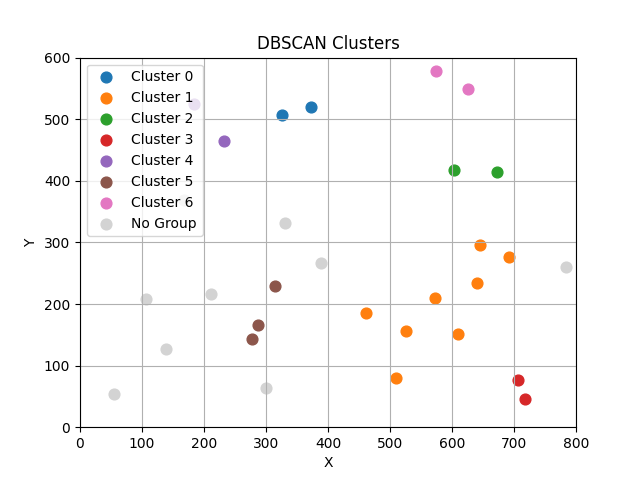 DBSCAN Clusters
600
500
400
300
200
100
0
Y
Cluster 0
Cluster 1
Cluster 2
Cluster 3
Cluster 4
Cluster 5
Cluster 6
No Group
0 100 200 300 400 500 600 700 800
X